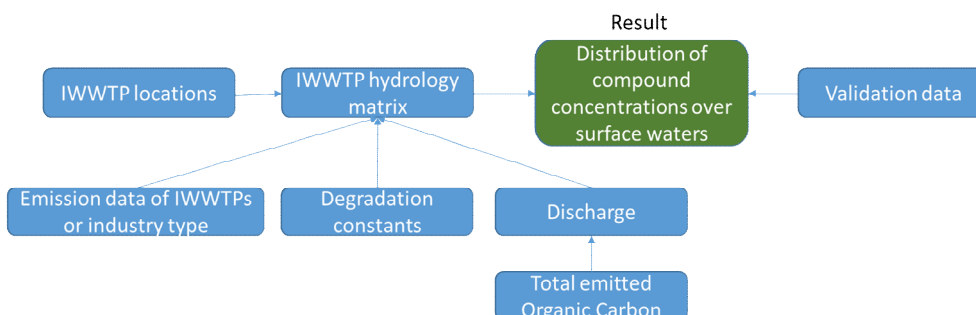 Result
IWWTP locations
IWWTP hydrology
matrix
Distribution of
compound
concentrations over
surface waters
Validation data
Emission data of IWWTPs
or industry type
Degradation
constants
Discharge
Total emitted
Organic Carbon